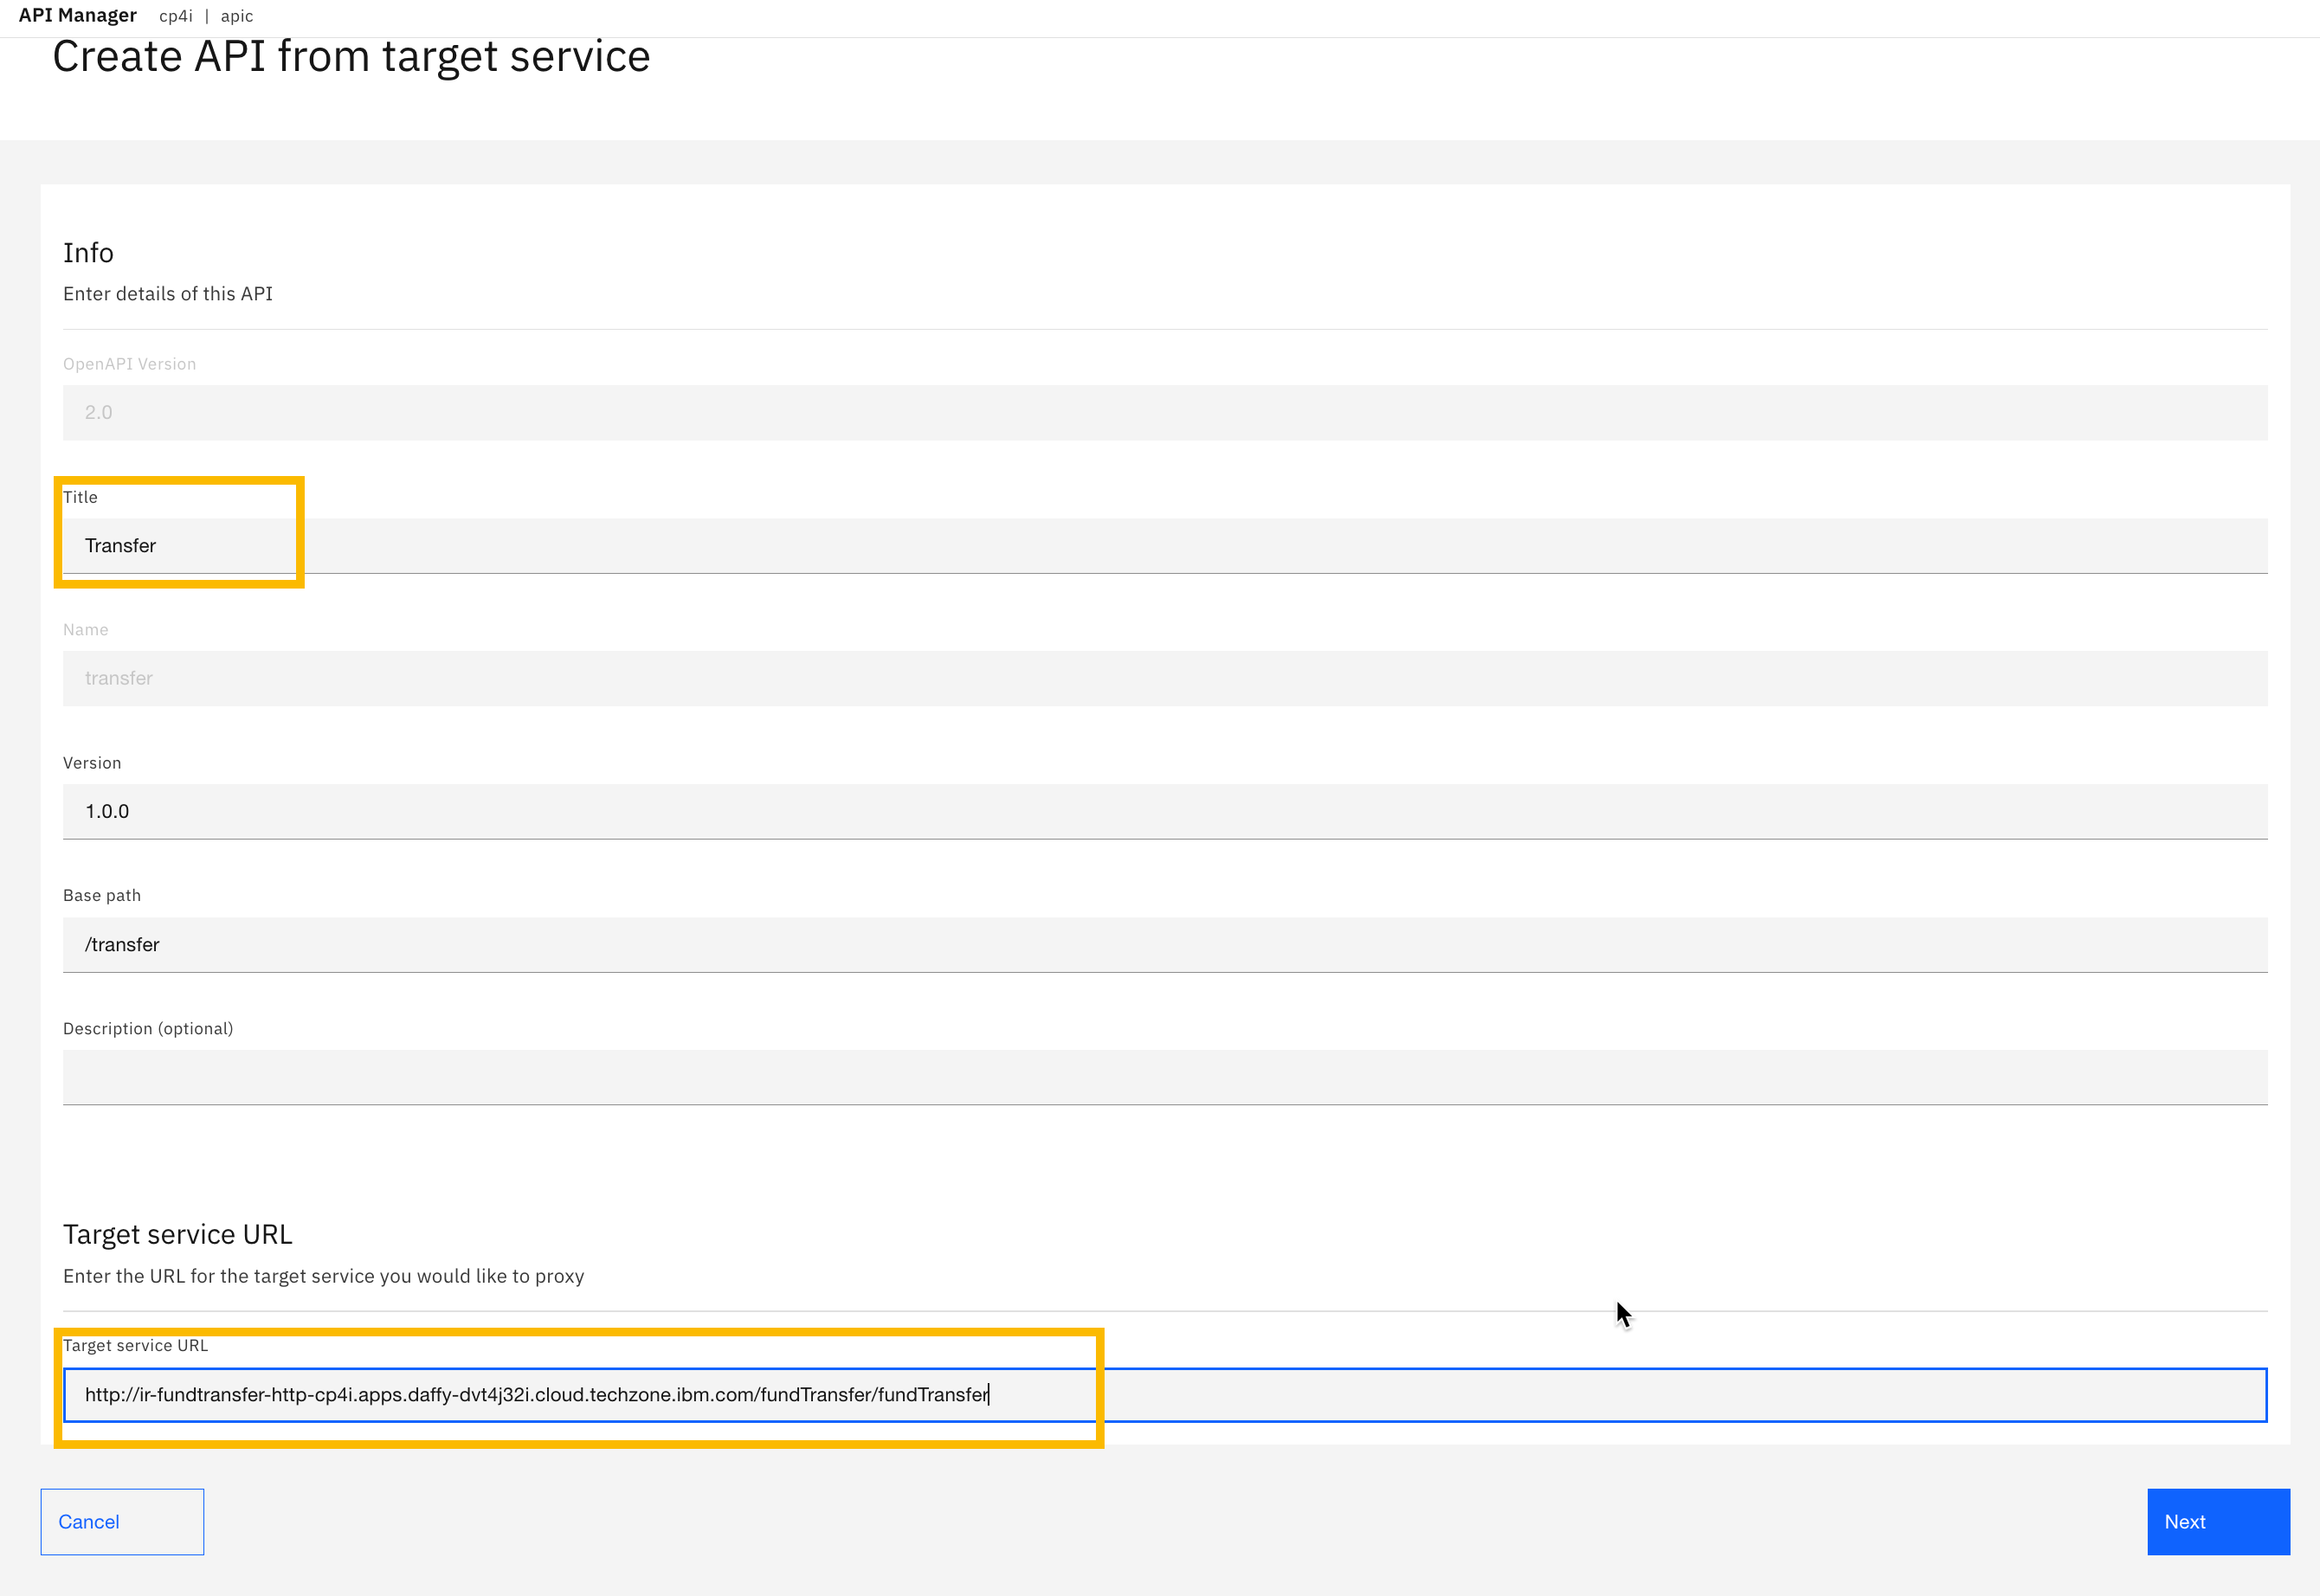 API Manager cp4i | apic
Create API from target service
Info
Enter details of this API
OpenAPI Version
2.0
Title
Transfer
Name
transfer
Version
1.0.0
Base path
/transfer
Description (optional)
Target service URL
Enter the URL for the target service you would like to proxy
Target service URL
http://ir-fundtransfer-http-cp4i.apps.daffy-dvt4j32i.cloud.techzone.ibm.com/fundTransfer/fundTransfer
Cancel Next